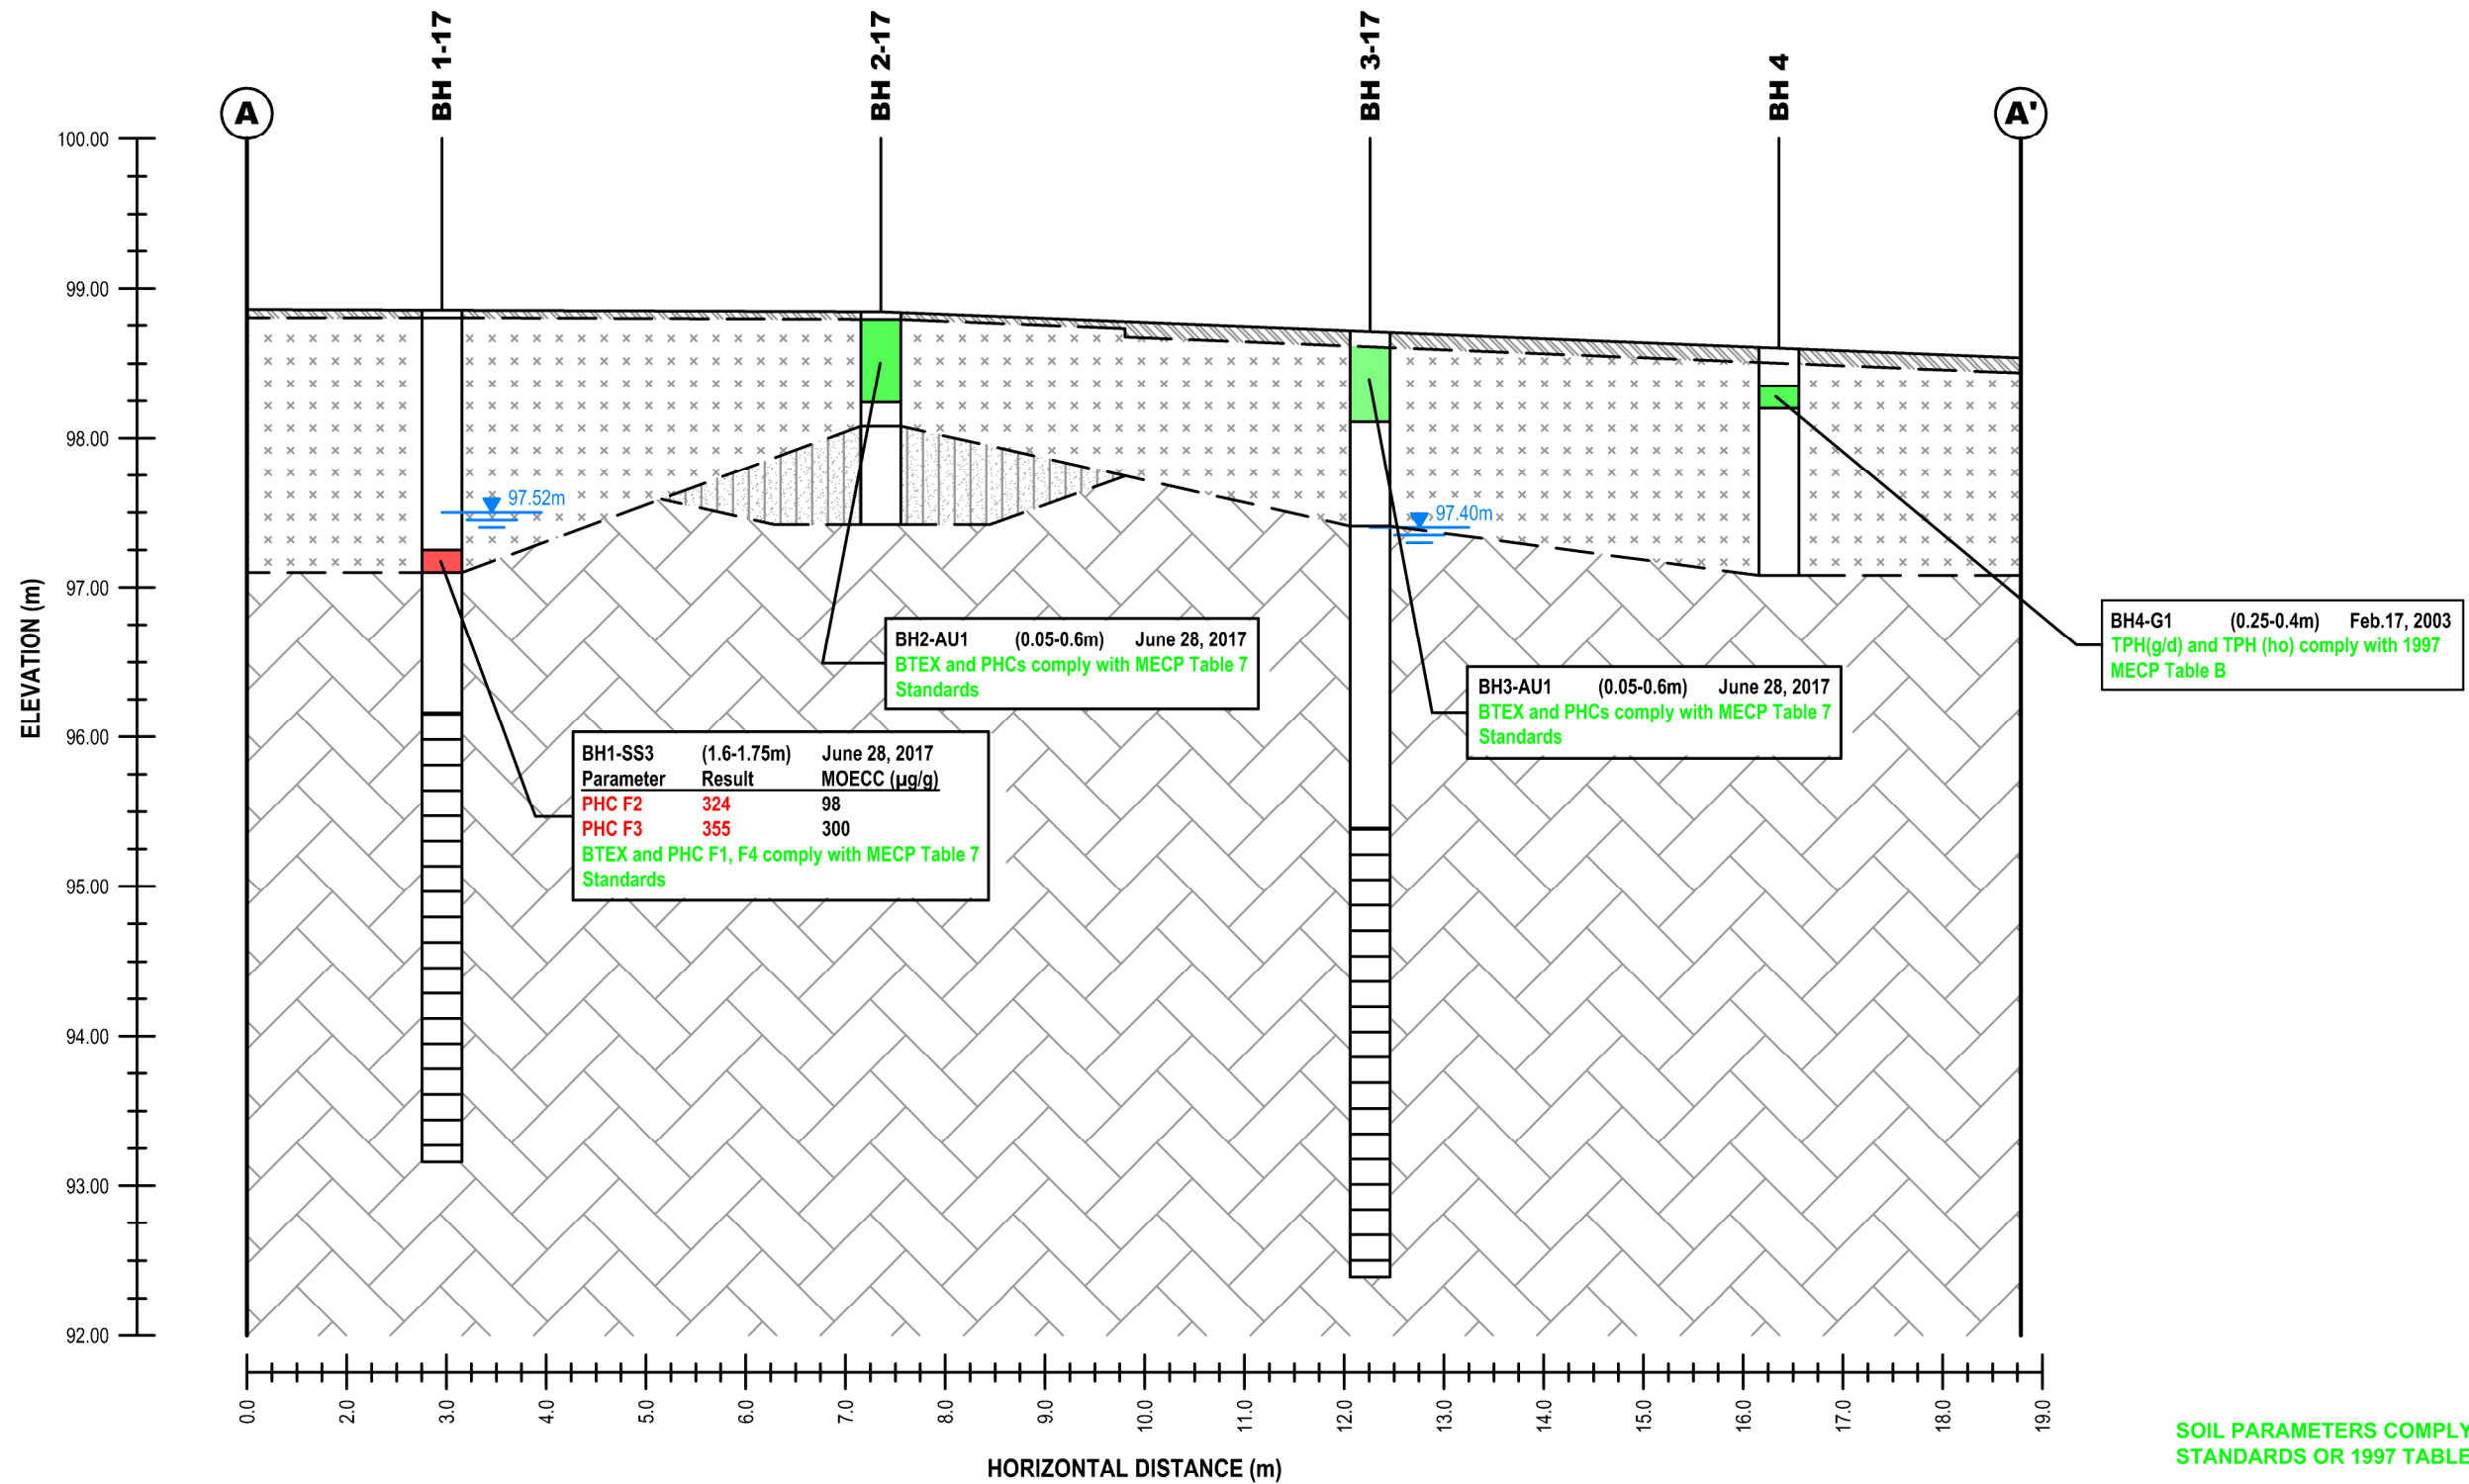 BH 1-17
BH 2-17
BH 3-17
BH 4
A
A'
100.00
99.00
98.00
97.00
96.00
95.00
94.00
93.00
92.00
ELEVATION (m)
97.52m
97.40m
BH2-AU1 (0.05-0.6m) June 28, 2017
BTEX and PHCs comply with MECP Table 7
Standards
BH4-G1 (0.25-0.4m) Feb.17, 2003
TPH(g/d) and TPH (ho) comply with 1997
MECP Table B
BH3-AU1 (0.05-0.6m) June 28, 2017
BTEX and PHCs comply with MECP Table 7
Standards
BH1-SS3 (1.6-1.75m) June 28, 2017
Parameter Result MOECC (µg/g)
PHC F2 324 98
PHC F3 355 300
BTEX and PHC F1, F4 comply with MECP Table 7
Standards
0.0 2.0 3.0 4.0 5.0 6.0 7.0 8.0 9.0 10.0 11.0 12.0 13.0 14.0 15.0 16.0 17.0 18.0 19.0
HORIZONTAL DISTANCE (m)
SOIL PARAMETERS COMPLY
STANDARDS OR 1997 TABLE